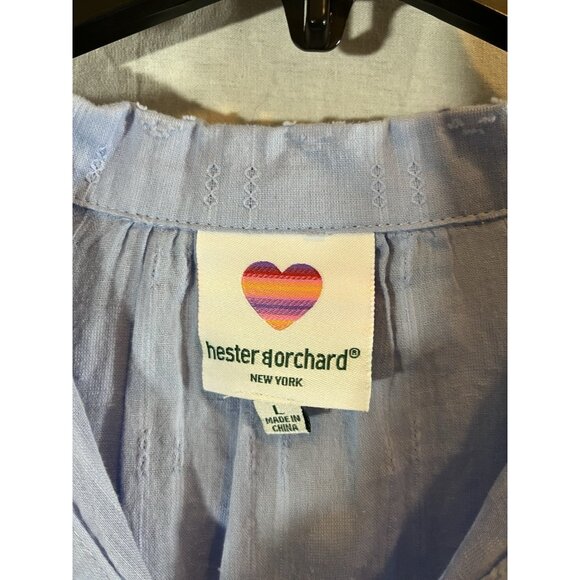 hester & orchard®
NEW YORK
L
MADE IN
CHINA